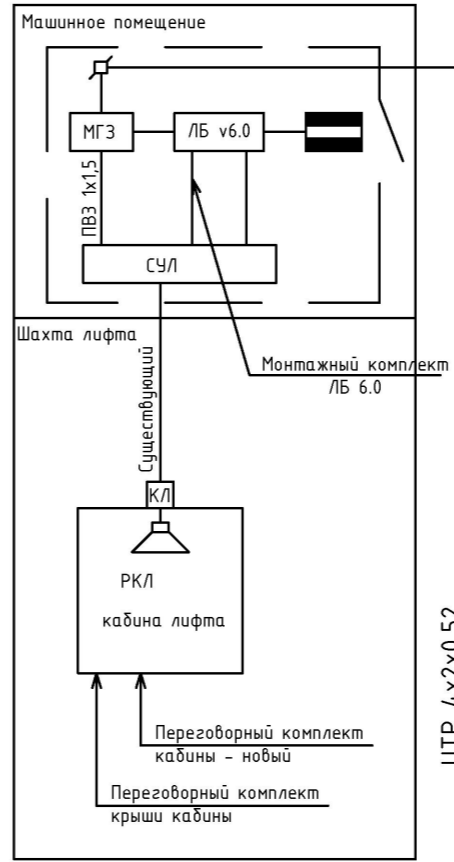 Машинное помещение
МГЗ
ЛБ v6.0
ПВЗ 1х1,5
СУЛ
Шахта лифта
Существующий
Монтажный комплект
ЛБ 6.0
КЛ
РКЛ
кабина лифта
UTP 4x2x0.52
Переговорный комплект
кабины - новый
Переговорный комплект
крыши кабины